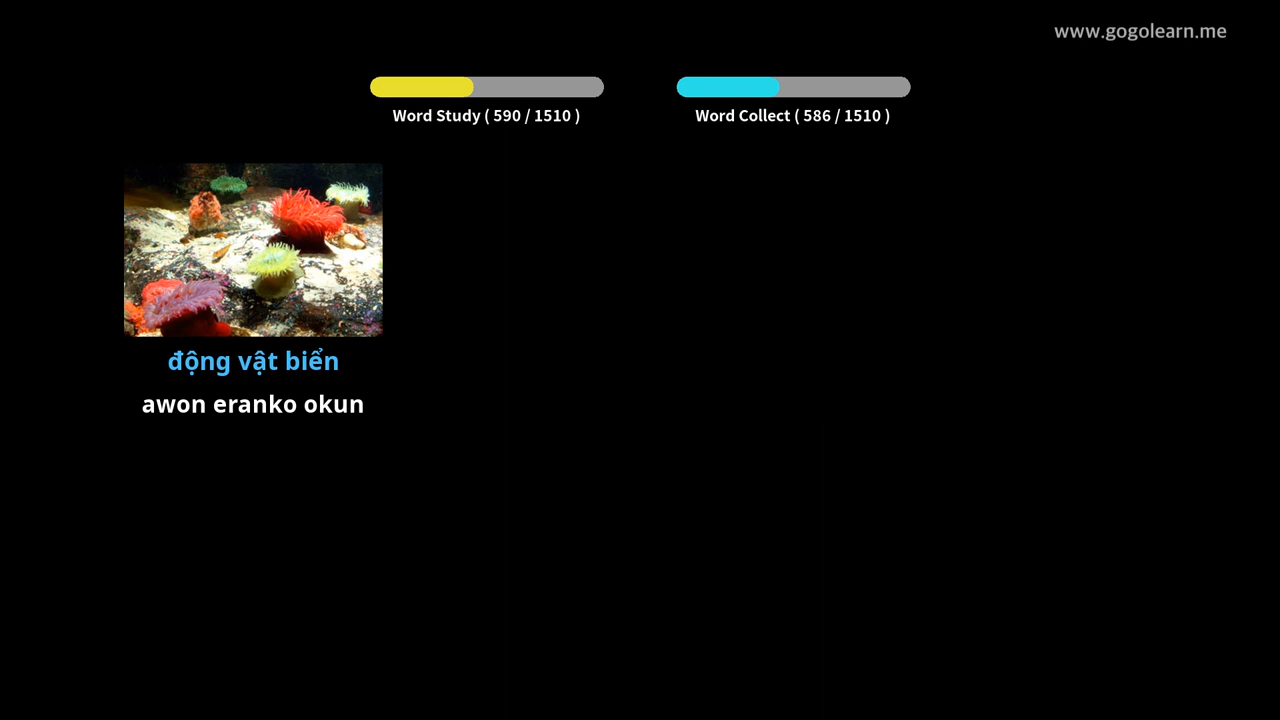 www.gogolearn.me
Word Study ( 590 / 1510 )
Word Collect ( 586 / 1510 )
động vật biển
awon eranko okun